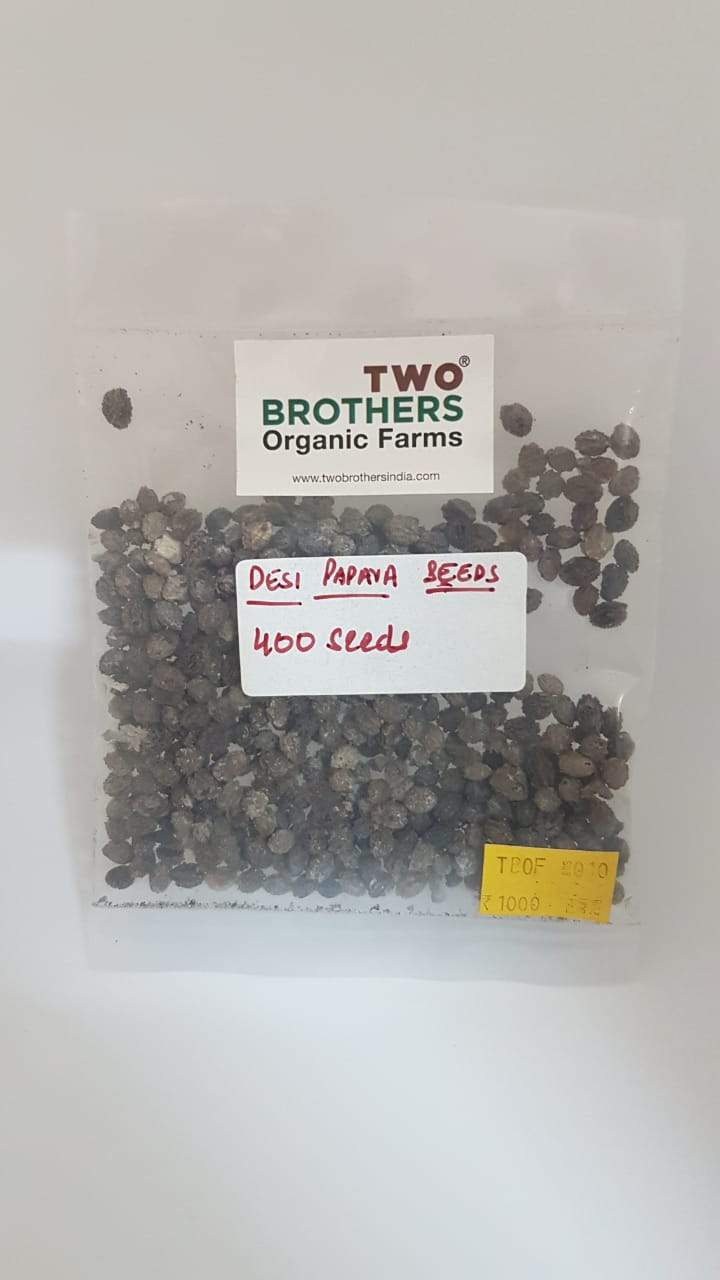 TWO®
BROTHERS
Organic Farms
www.twobrothersindia.com
DESI PAPAYA SEEDS
400 seeds
TBOF
₹ 1000